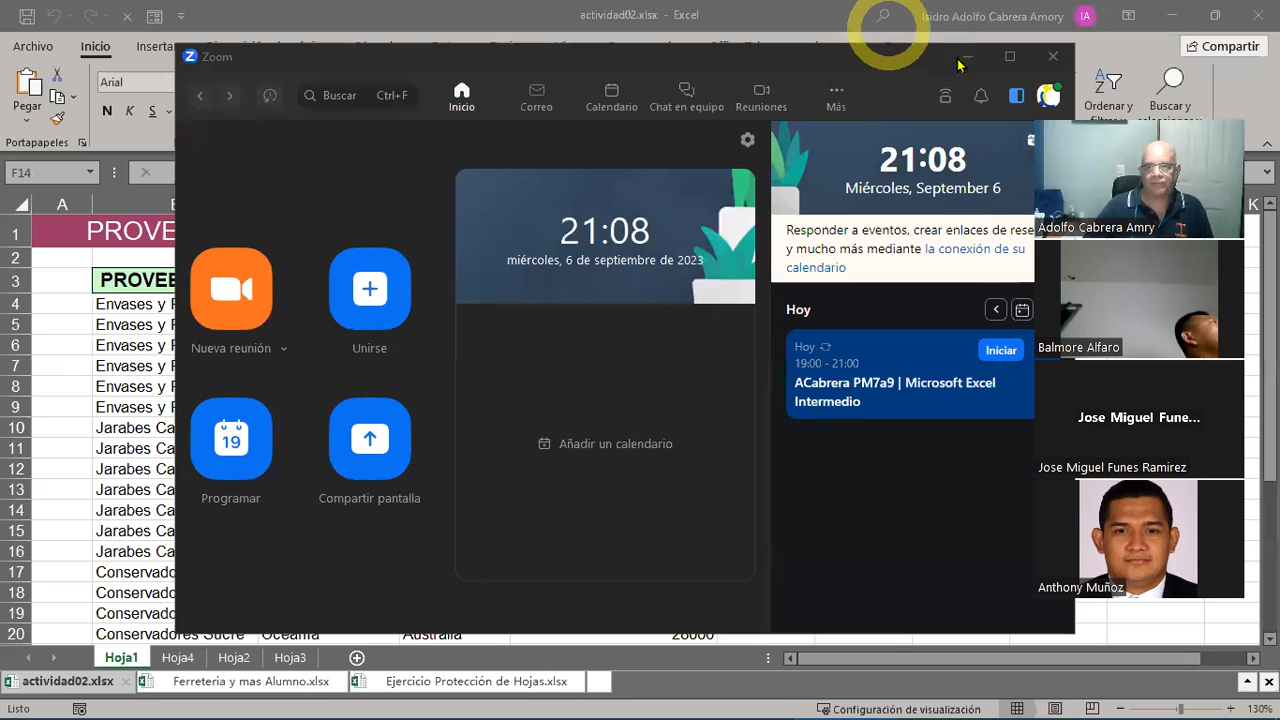 actividad02.xlsx - Excel
Isidro Adolfo Cabrera Amory
IA
Archivo
Inicio
Inserta
Compartir
Pegar
Portapapeles
Arial
N K S
Ordenar y
Buscar y
F14
A
K
1 PROVE
2
3 PROVEE
4 Envases y F
5 Envases y F
6 Envases y F
7 Envases y F
8 Envases y F
9 Envases y F
10 Jarabes Ca
11 Jarabes Ca
12 Jarabes Ca
13 Jarabes Ca
14 Jarabes Ca
15 Jarabes Ca
16 Jarabes Ca
17 Conservado
18 Conservado
19 Conservado
20 Conservadores Sucre Oceanía Australia 28000
Zoom
Buscar Ctrl+F
Inicio
Correo
Calendario
Chat en equipo
Reuniones
Más
Nueva reunión
Unirse
19
Programar
Compartir pantalla
21:08
miércoles, 6 de septiembre de 2023
Añadir un calendario
21:08
Miércoles, September 6
Responder a eventos, crear enlaces de rese
y mucho más mediante la conexión de su
calendario
Hoy
Hoy
19:00 - 21:00
Iniciar
ACabrera PM7a9 | Microsoft Excel
Intermedio
Adolfo Cabrera Amry
Balmore Alfaro
Jose Miguel Fune...
Jose Miguel Funes Ramirez
Anthony Muñoz
Hoja1 Hoja4 Hoja2 Hoja3
actividad02.xlsx
Ferreteria y mas Alumno.xlsx
Ejercicio Protección de Hojas.xlsx
Listo
Configuración de visualización
130%